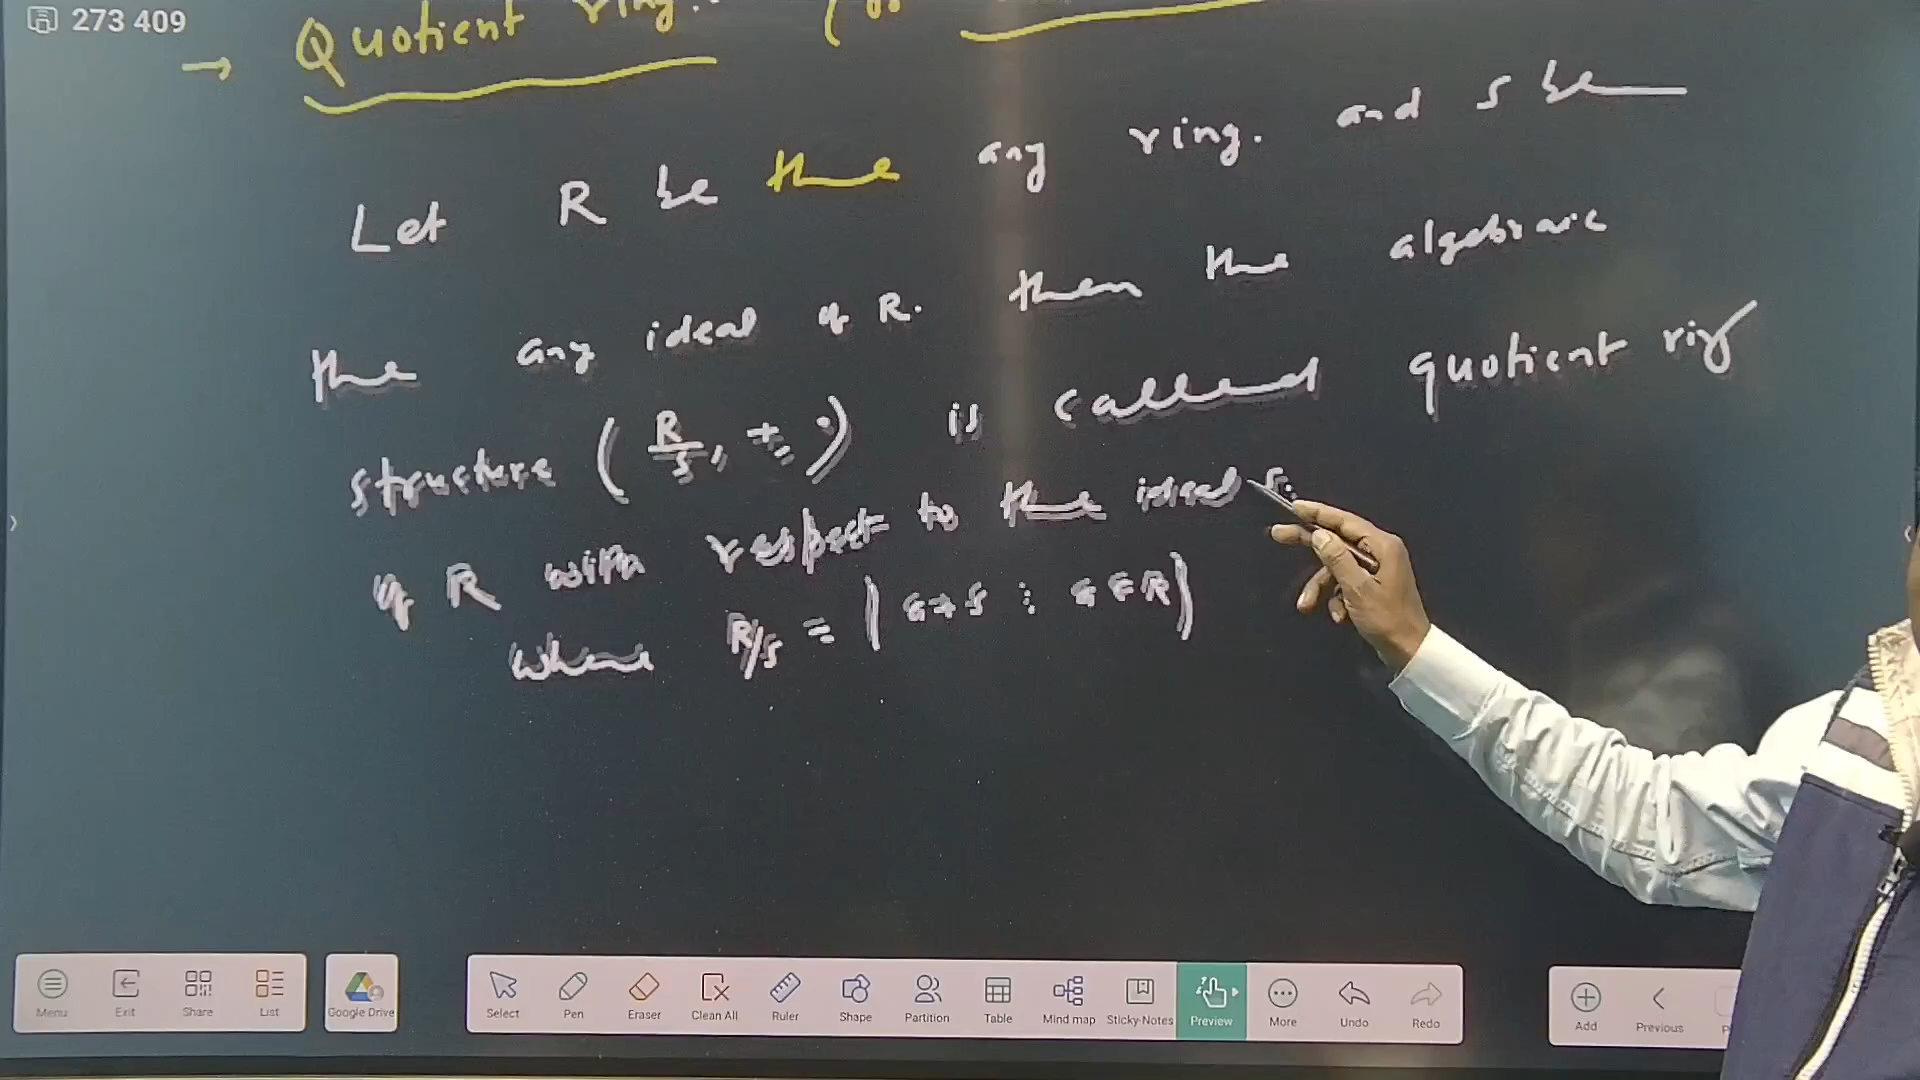 273 409
→ Quotient ring.
Let R be the any ring. and S be
the any ideal of R. then the algebraic
structure ( R/S, +, · ) is called quotient ring
of R with respect to the ideal S.
where R/S = { a+s : a ∈ R }
Menu Exit Share List Google Drive Select Pen Eraser Clean All Ruler Shape Partition Table Mind map Sticky Notes Preview More Undo Redo Add Previous